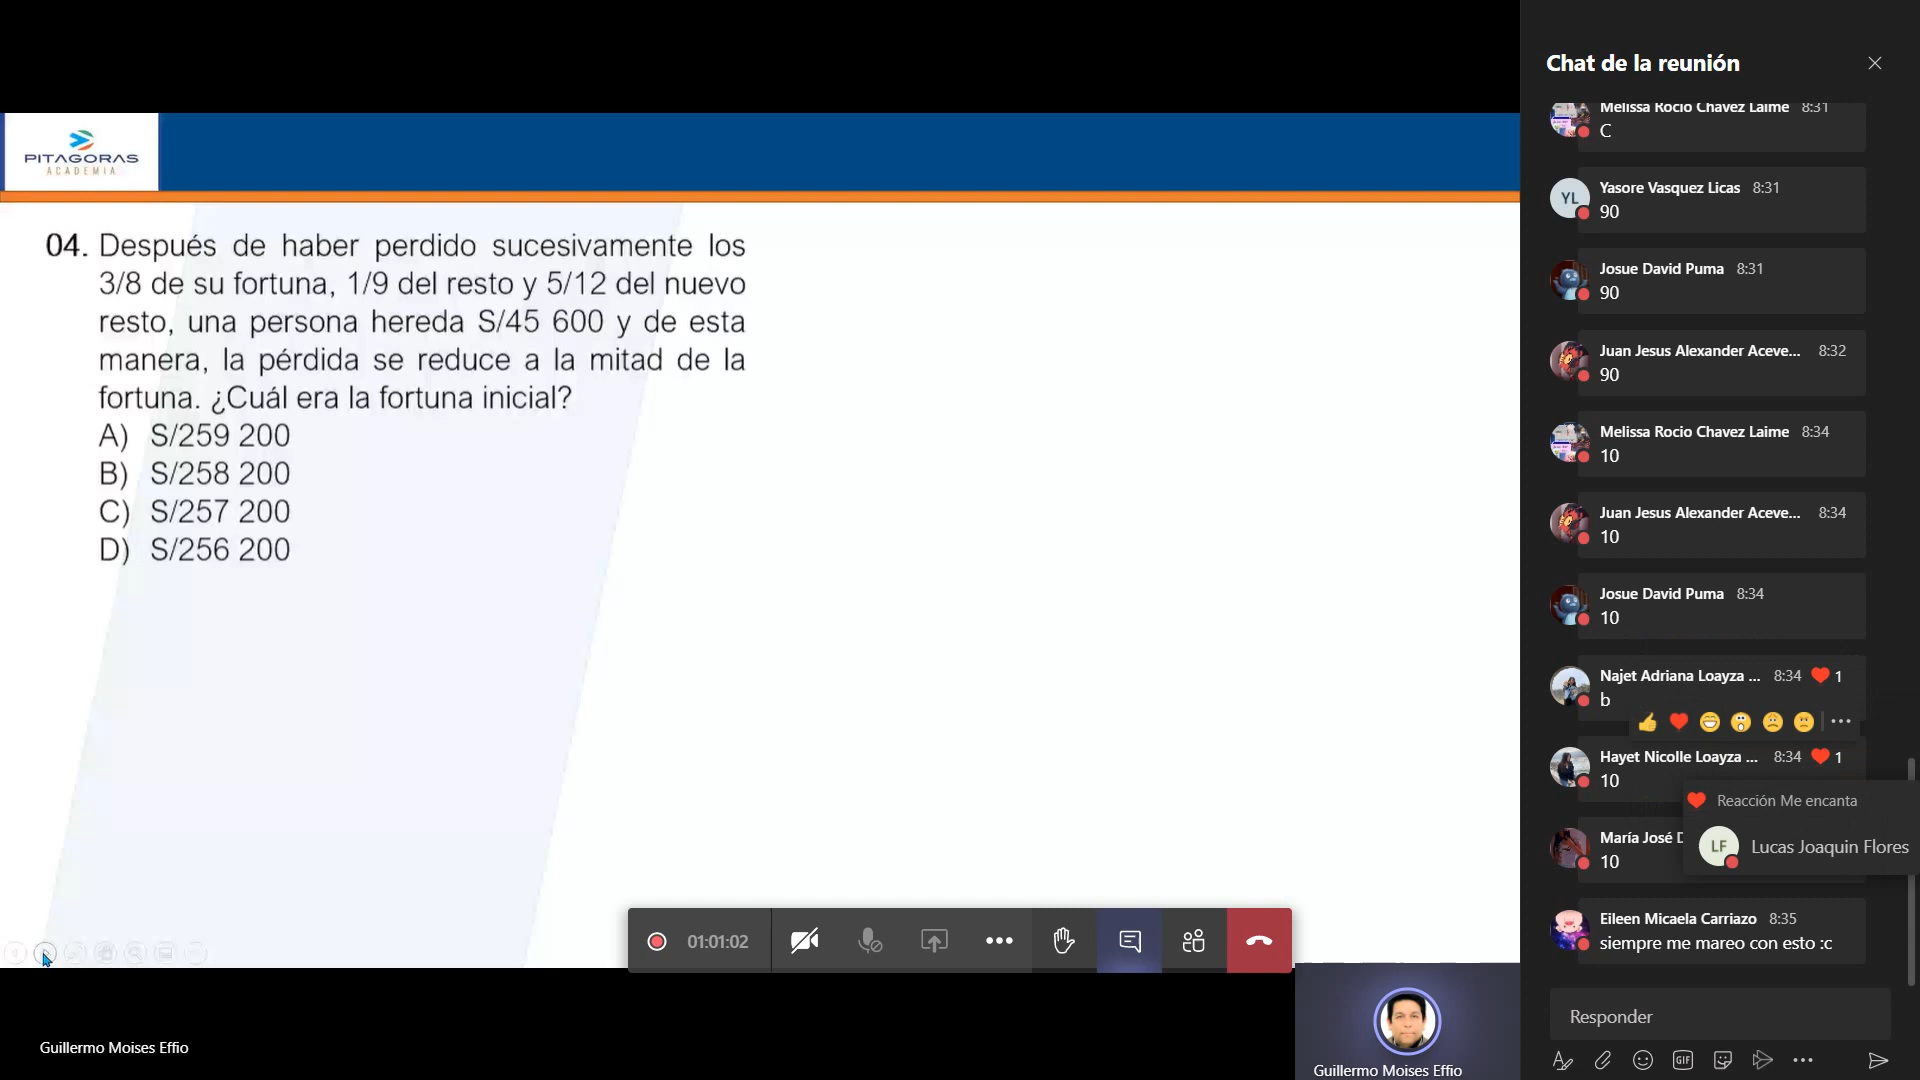 PITAGORAS
ACADEMIA
04. Después de haber perdido sucesivamente los
3/8 de su fortuna, 1/9 del resto y 5/12 del nuevo
resto, una persona hereda S/45 600 y de esta
manera, la pérdida se reduce a la mitad de la
fortuna. ¿Cuál era la fortuna inicial?
A) S/259 200
B) S/258 200
C) S/257 200
D) S/256 200
01:01:02
Guillermo Moises Effio
Guillermo Moises Effio
Chat de la reunión
Melissa Rocio Chavez Laime 8:31
C
YL
Yasore Vasquez Licas 8:31
90
Josue David Puma 8:31
90
Juan Jesus Alexander Aceve... 8:32
90
Melissa Rocio Chavez Laime 8:34
10
Juan Jesus Alexander Aceve... 8:34
10
Josue David Puma 8:34
10
Najet Adriana Loayza ... 8:34 1
b
Hayet Nicolle Loayza ... 8:34 1
10
Reacción Me encanta
María José
10
LF Lucas Joaquin Flores
Eileen Micaela Carriazo 8:35
siempre me mareo con esto :c
Responder
GIF